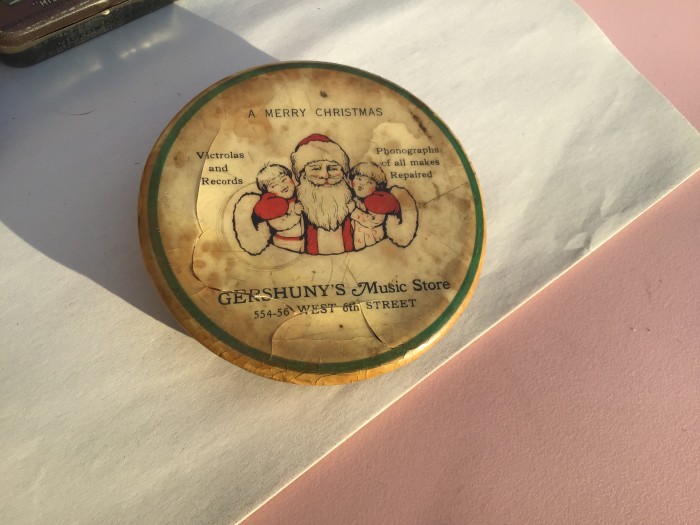 A MERRY CHRISTMAS
Victrolas
and
Records
Phonographs
of all makes
Repaired
GERSHUNY'S Music Store
554-56 WEST 6th STREET